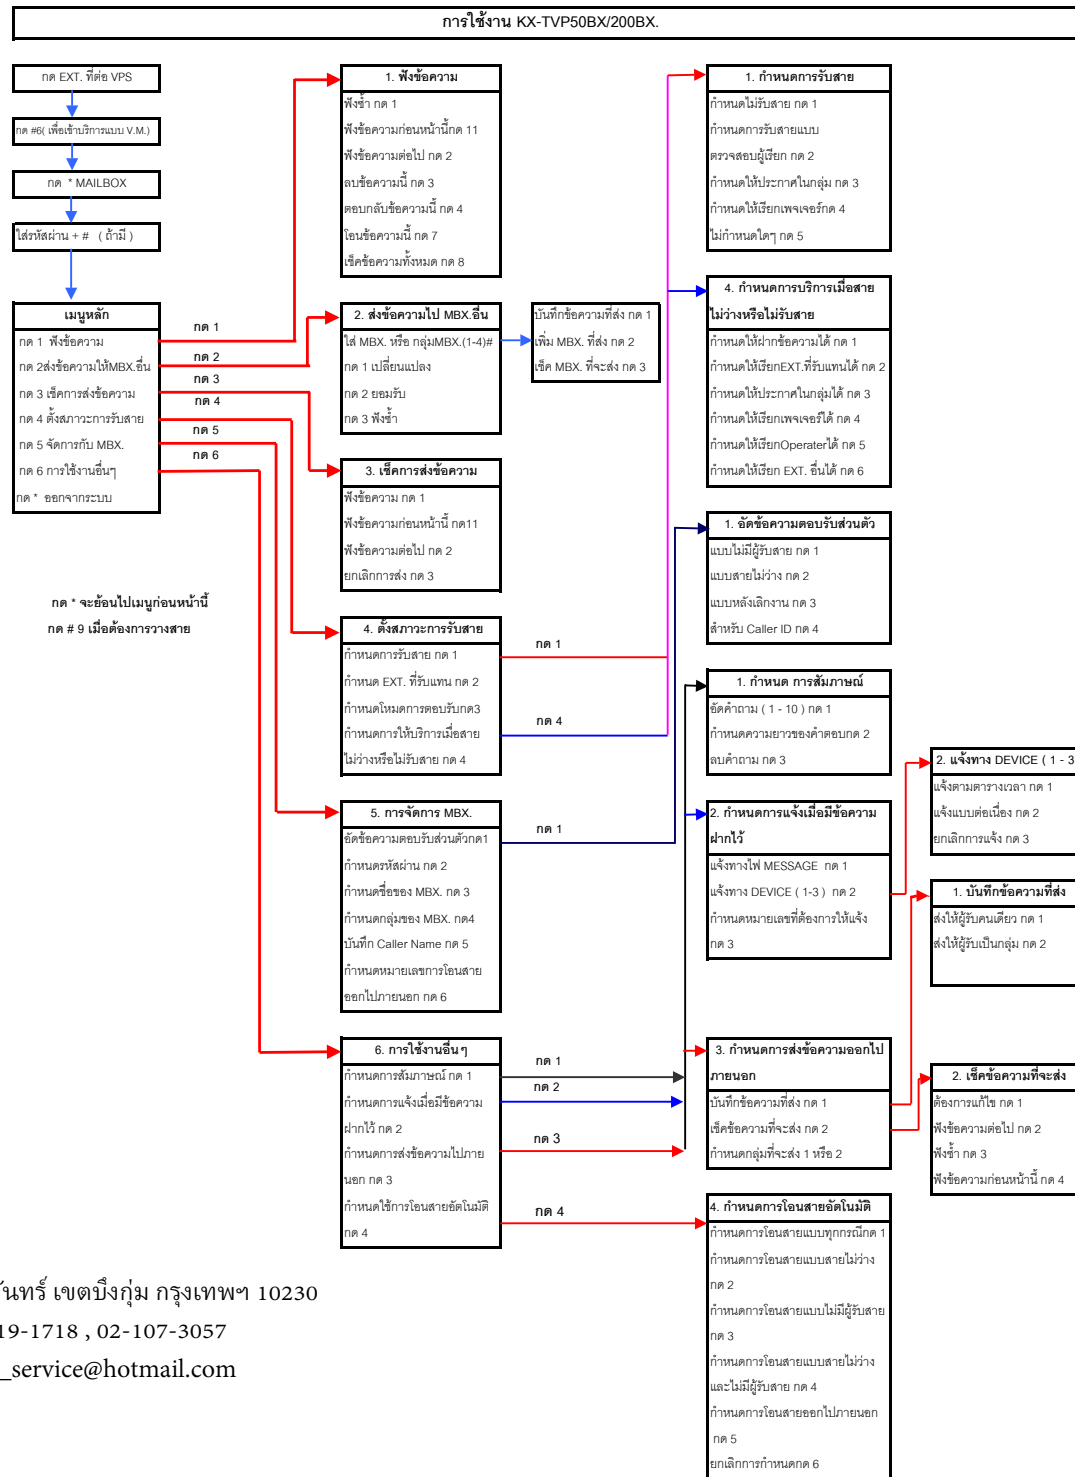 การใช้งาน KX-TVP50BX/200BX.
กด EXT. ที่ต่อ VPS
กด #6( เพื่อเข้าบริการแบบ V.M.)
กด * MAILBOX
ใส่รหัสผ่าน + # ( ถ้ามี )
เมนูหลัก
กด 1 ฟังข้อความ
กด 2ส่งข้อความให้MBX.อื่น
กด 3 เช็คการส่งข้อความ
กด 4 ตั้งสภาวะการรับสาย
กด 5 จัดการกับ MBX.
กด 6 การใช้งานอื่นๆ
กด * ออกจากระบบ
กด 1
กด 2
กด 3
กด 4
กด 5
กด 6
กด * จะย้อนไปเมนูก่อนหน้านี้
กด # 9 เมื่อต้องการวางสาย
1. ฟังข้อความ
ฟังซ้ำ กด 1
ฟังข้อความก่อนหน้านี้กด 11
ฟังข้อความต่อไป กด 2
ลบข้อความนี้ กด 3
ตอบกลับข้อความนี้ กด 4
โอนข้อความนี้ กด 7
เช็คข้อความทั้งหมด กด 8
2. ส่งข้อความไป MBX.อื่น
ใส่ MBX. หรือ กลุ่มMBX.(1-4)#
กด 1 เปลี่ยนแปลง
กด 2 ยอมรับ
กด 3 ฟังซ้ำ
บันทึกข้อความที่ส่ง กด 1
เพิ่ม MBX. ที่ส่ง กด 2
เช็ค MBX. ที่จะส่ง กด 3
3. เช็คการส่งข้อความ
ฟังข้อความ กด 1
ฟังข้อความก่อนหน้านี้ กด11
ฟังข้อความต่อไป กด 2
ยกเลิกการส่ง กด 3
4. ตั้งสภาวะการรับสาย
กำหนดการรับสาย กด 1
กำหนด EXT. ที่รับแทน กด 2
กำหนดโหมดการตอบรับกด3
กำหนดการให้บริการเมื่อสาย
ไม่ว่างหรือไม่รับสาย กด 4
กด 1
กด 4
5. การจัดการ MBX.
อัดข้อความตอบรับส่วนตัวกด1
กำหนดรหัสผ่าน กด 2
กำหนดชื่อของ MBX. กด 3
กำหนดกลุ่มของ MBX. กด4
บันทึก Caller Name กด 5
กำหนดหมายเลขการโอนสาย
ออกไปภายนอก กด 6
กด 1
6. การใช้งานอื่นๆ
กำหนดการสัมภาษณ์ กด 1
กำหนดการแจ้งเมื่อมีข้อความ
ฝากไว้ กด 2
กำหนดการส่งข้อความไปภาย
นอก กด 3
กำหนดใช้การโอนสายอัตโนมัติ
กด 4
กด 1
กด 2
กด 3
กด 4
1. กำหนดการรับสาย
กำหนดไม่รับสาย กด 1
กำหนดการรับสายแบบ
ตรวจสอบผู้เรียก กด 2
กำหนดให้ประกาศในกลุ่ม กด 3
กำหนดให้เรียกเพจเจอร์กด 4
ไม่กำหนดใดๆ กด 5
4. กำหนดการบริการเมื่อสาย
ไม่ว่างหรือไม่รับสาย
กำหนดให้ฝากข้อความได้ กด 1
กำหนดให้เรียกEXT.ที่รับแทนได้ กด 2
กำหนดให้ประกาศในกลุ่มได้ กด 3
กำหนดให้เรียกเพจเจอร์ได้ กด 4
กำหนดให้เรียกOperaterได้ กด 5
กำหนดให้เรียก EXT. อื่นได้ กด 6
1. อัดข้อความตอบรับส่วนตัว
แบบไม่มีผู้รับสาย กด 1
แบบสายไม่ว่าง กด 2
แบบหลังเลิกงาน กด 3
สำหรับ Caller ID กด 4
1. กำหนด การสัมภาษณ์
อัดคำถาม ( 1 - 10 ) กด 1
กำหนดความยาวของคำตอบกด 2
ลบคำถาม กด 3
2. กำหนดการแจ้งเมื่อมีข้อความ
ฝากไว้
แจ้งทางไฟ MESSAGE กด 1
แจ้งทาง DEVICE ( 1-3 ) กด 2
กำหนดหมายเลขที่ต้องการให้แจ้ง
กด 3
3. กำหนดการส่งข้อความออกไป
ภายนอก
บันทึกข้อความที่ส่ง กด 1
เช็คข้อความที่จะส่ง กด 2
กำหนดกลุ่มที่จะส่ง 1 หรือ 2
4. กำหนดการโอนสายอัตโนมัติ
กำหนดการโอนสายแบบทุกกรณีกด 1
กำหนดการโอนสายแบบสายไม่ว่าง
กด 2
กำหนดการโอนสายแบบไม่มีผู้รับสาย
กด 3
กำหนดการโอนสายแบบสายไม่ว่าง
และไม่มีผู้รับสาย กด 4
กำหนดการโอนสายออกไปภายนอก
กด 5
ยกเลิกการกำหนดกด 6
2. แจ้งทาง DEVICE ( 1 - 3
แจ้งตามตารางเวลา กด 1
แจ้งแบบต่อเนื่อง กด 2
ยกเลิกการแจ้ง กด 3
1. บันทึกข้อความที่ส่ง
ส่งให้ผู้รับคนเดียว กด 1
ส่งให้ผู้รับเป็นกลุ่ม กด 2
2. เช็คข้อความที่จะส่ง
ต้องการแก้ไข กด 1
ฟังข้อความต่อไป กด 2
ฟังซ้ำ กด 3
ฟังข้อความก่อนหน้านี้ กด 4
ันทร์ เขตบึงกุ่ม กรุงเทพฯ 10230
19-1718 , 02-107-3057
_service@hotmail.com